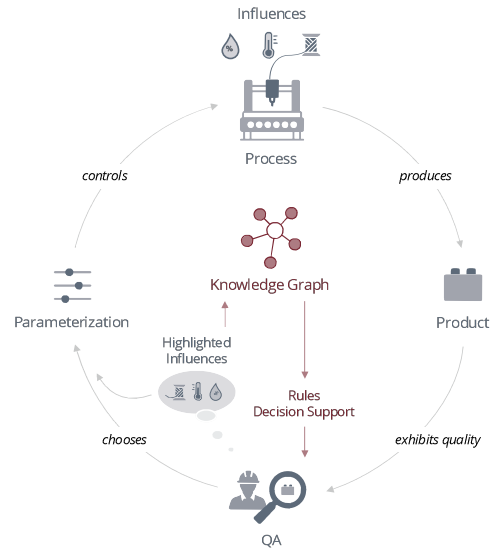 Influences
%
Process
controls
produces
Knowledge Graph
Parameterization
Product
Highlighted
Influences
%
Rules
Decision Support
chooses
exhibits quality
QA